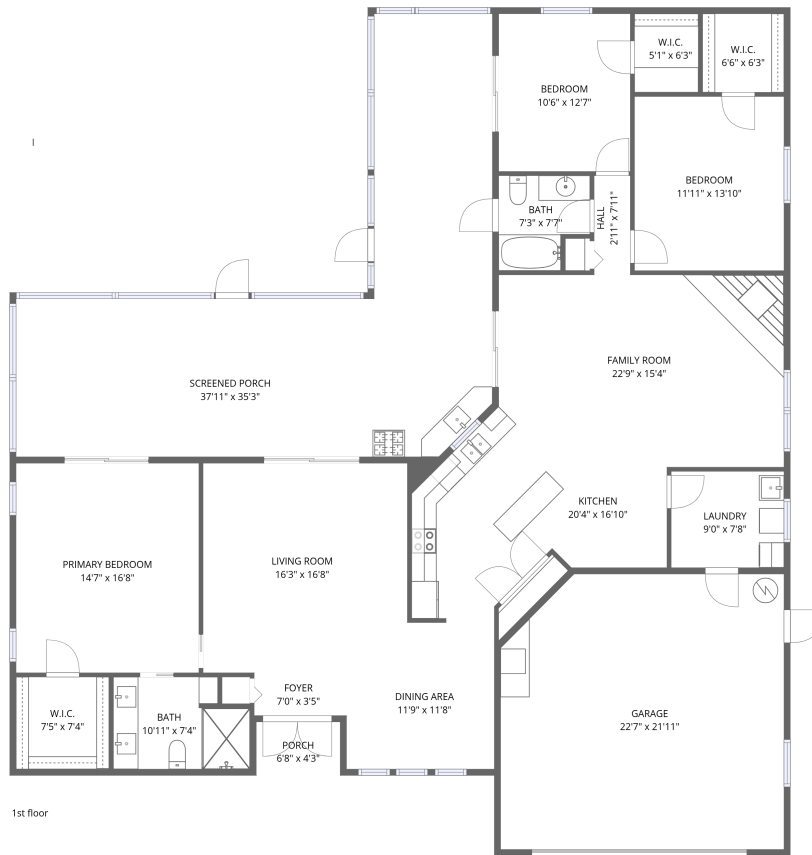 W.I.C.
5'1" x 6'3"
W.I.C.
6'6" x 6'3"
BEDROOM
10'6" x 12'7"
BEDROOM
11'11" x 13'10"
BATH
7'3" x 7'7"
HALL
2'11" x 7'11"
FAMILY ROOM
22'9" x 15'4"
SCREENED PORCH
37'11" x 35'3"
KITCHEN
20'4" x 16'10"
LAUNDRY
9'0" x 7'8"
PRIMARY BEDROOM
14'7" x 16'8"
LIVING ROOM
16'3" x 16'8"
FOYER
7'0" x 3'5"
DINING AREA
11'9" x 11'8"
W.I.C.
7'5" x 7'4"
BATH
10'11" x 7'4"
GARAGE
22'7" x 21'11"
PORCH
6'8" x 4'3"
1st floor